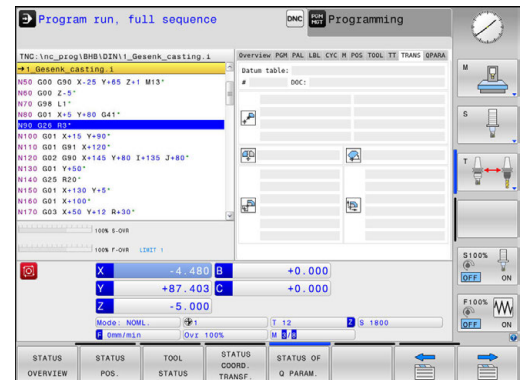 Program run, full sequence
DNC
PGM MGT
Programming
TNC:\nc_prog\BHB\DIN\1_Gesenk_casting.i
→1_Gesenk_casting.i
N50 G00 G90 X-25 Y+65 Z+1 M13*
N60 G00 Z-5*
N70 G98 L1*
N80 G01 X+5 Y+80 G41*
N90 G26 R3*
N100 G01 X+15 Y+90*
N110 G01 G91 X+120*
N120 G02 G90 X+145 Y+80 I+135 J+80*
N130 G01 Y+50*
N140 G25 R20*
N150 G01 X+130 Y+5*
N160 G01 X+100*
N170 G03 X+50 Y+12 R+30*
Overview PGM PAL LBL CYC M POS TOOL TT TRANS QPARA
Datum table:
# DOC:
100% S-OVR
100% F-OVR LIMIT 1
X -4.480 B +0.000
Y +87.403 C +0.000
Z -5.000
Mode: NOML. 1 T 12 Z S 1800
F 0mm/min Ovr 100% M 8/9
M
S
T
S100%
OFF ON
F100%
OFF ON
STATUS OVERVIEW
STATUS POS.
TOOL STATUS
STATUS COORD. TRANSF.
STATUS OF Q PARAM.